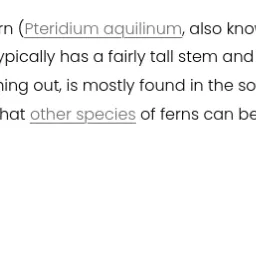 rn (Pteridium aquilinum, also kno
ypically has a fairly tall stem and
ning out, is mostly found in the so
hat other species of ferns can be